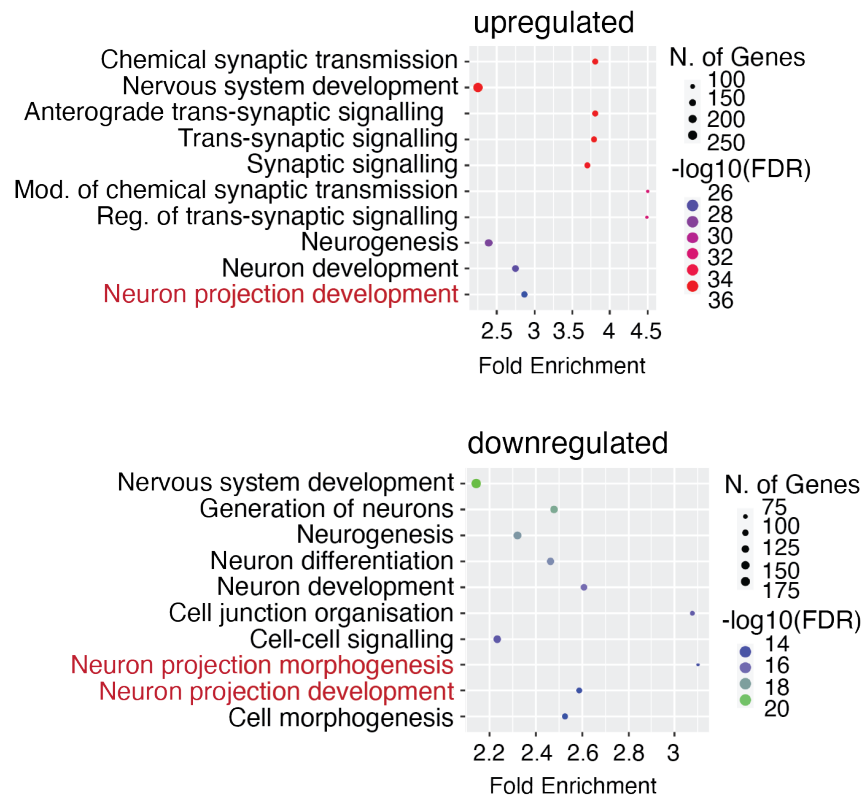 upregulated
Chemical synaptic transmission
Nervous system development
Anterograde trans-synaptic signalling
Trans-synaptic signalling
Synaptic signalling
Mod. of chemical synaptic transmission
Reg. of trans-synaptic signalling
Neurogenesis
Neuron development
Neuron projection development
2.5 3 3.5 4 4.5
Fold Enrichment
N. of Genes
100
150
200
250
-log10(FDR)
26
28
30
32
34
36
downregulated
Nervous system development
Generation of neurons
Neurogenesis
Neuron differentiation
Neuron development
Cell junction organisation
Cell-cell signalling
Neuron projection morphogenesis
Neuron projection development
Cell morphogenesis
2.2 2.4 2.6 2.8 3
Fold Enrichment
N. of Genes
75
100
125
150
175
-log10(FDR)
14
16
18
20